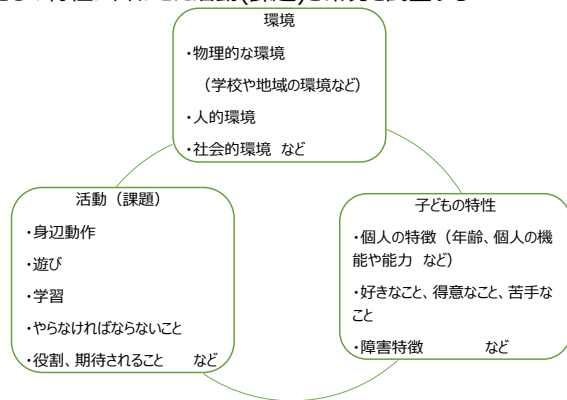 環境
・物理的な環境
(学校や地域の環境など)
・人的環境
・社会的環境 など
活動(課題)
・身辺動作
・遊び
・学習
・やらなければならないこと
・役割、期待されること など
子どもの特性
・個人の特徴(年齢、個人の機
能や能力 など)
・好きなこと、得意なこと、苦手な
こと
・障害特徴 など